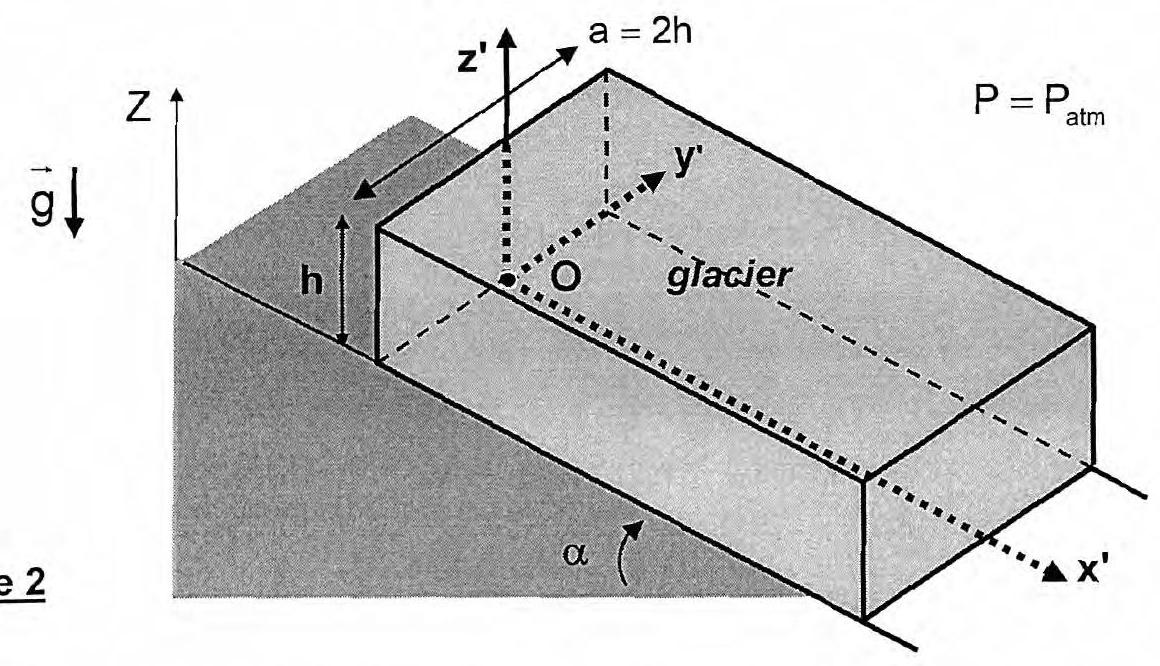 a = 2h
z'
Z
P = Patm
g
y'
h
O
glacier
α
x'
e 2